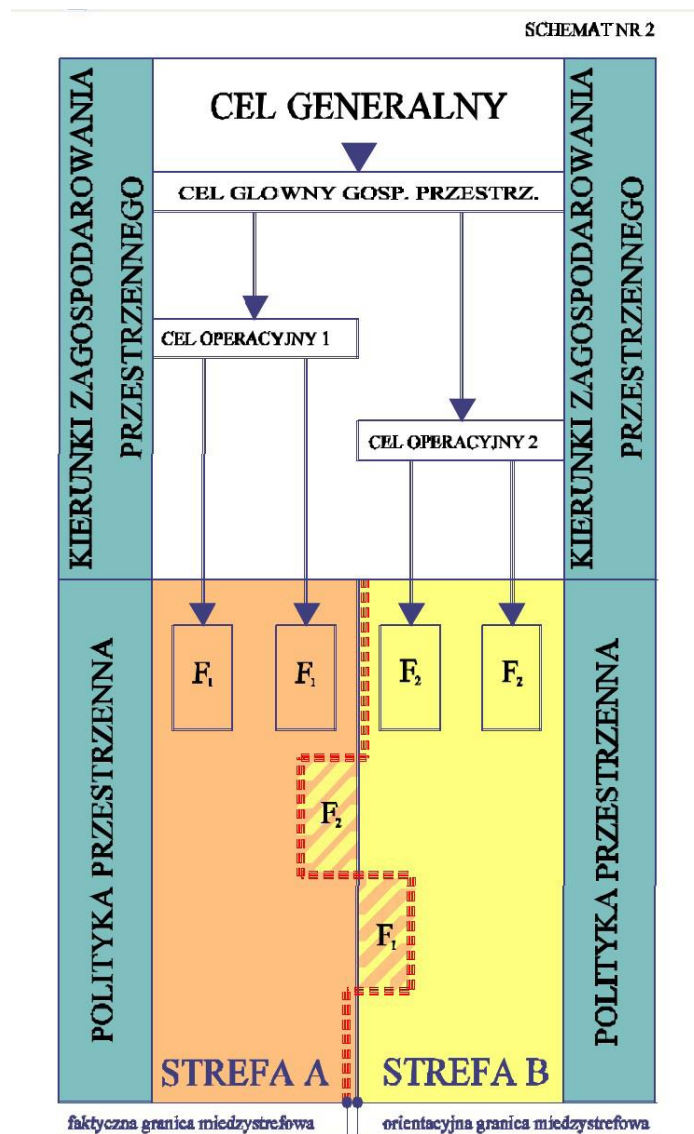 SCHEMAT NR 2
KIERUNKI ZAGOSPODAROWANIA
PRZESTRZENNEGO
CEL GENERALNY
CEL GLOWNY GOSP. PRZESTRZ.
CEL OPERACYJNY 1
CEL OPERACYJNY 2
KIERUNKI ZAGOSPODAROWANIA
PRZESTRZENNEGO
POLITYKA PRZESTRZENNA
F1
F1
F2
F2
F2
F1
STREFA A
STREFA B
POLITYKA PRZESTRZENNA
faktyczna granica miedzystrefowa
orientacyjna granica miedzystrefowa